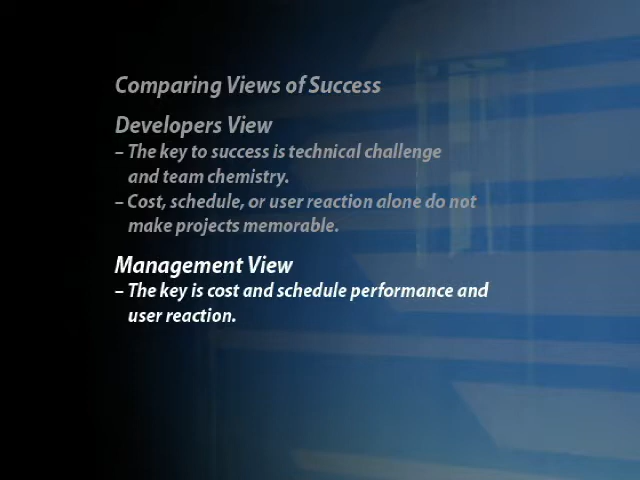 Comparing Views of Success
Developers View
– The key to success is technical challenge
and team chemistry.
– Cost, schedule, or user reaction alone do not
make projects memorable.
Management View
– The key is cost and schedule performance and
user reaction.